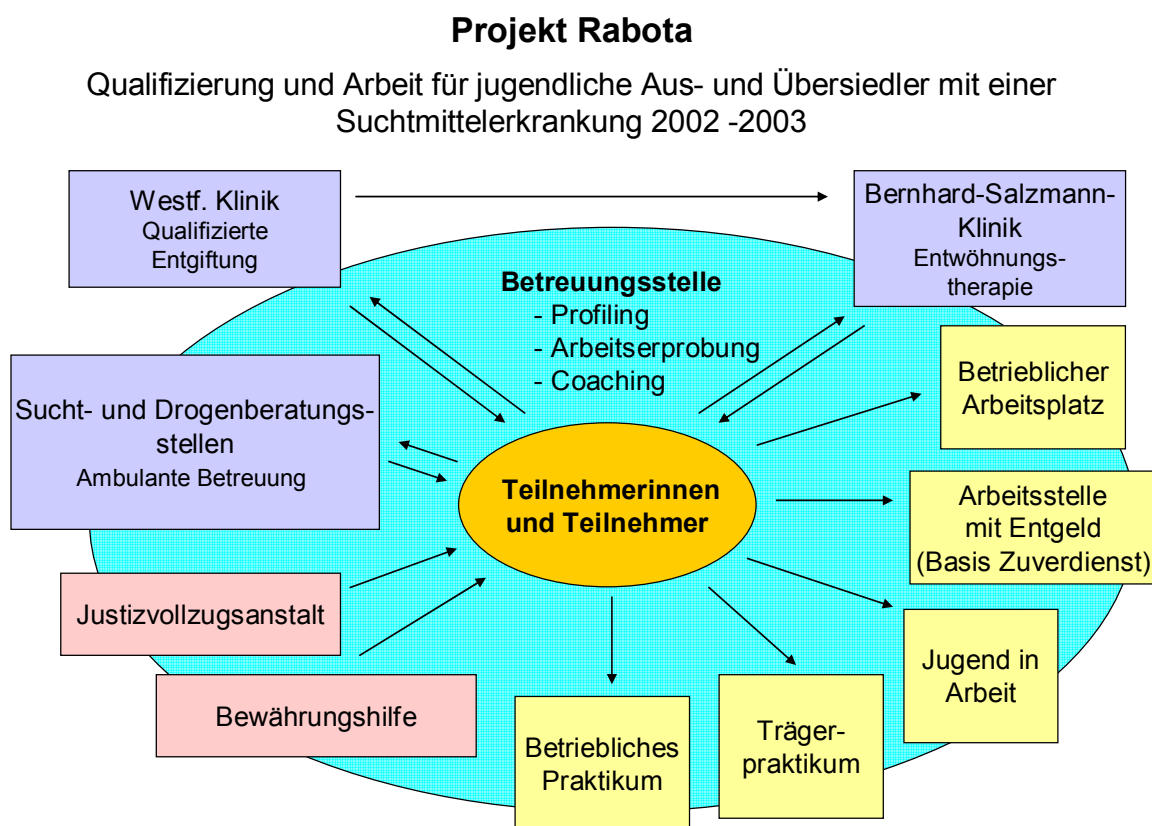 Projekt Rabota
Qualifizierung und Arbeit für jugendliche Aus- und Übersiedler mit einer
Suchtmittelerkrankung 2002 -2003
Westf. Klinik
Qualifizierte
Entgiftung
Bernhard-Salzmann-
Klinik
Entwöhnungs-
therapie
Betreuungsstelle
- Profiling
- Arbeitserprobung
- Coaching
Sucht- und Drogenberatungs-
stellen
Ambulante Betreuung
Betrieblicher
Arbeitsplatz
Teilnehmerinnen
und Teilnehmer
Arbeitsstelle
mit Entgeld
(Basis Zuverdienst)
Justizvollzugsanstalt
Jugend in
Arbeit
Bewährungshilfe
Betriebliches
Praktikum
Träger-
praktikum